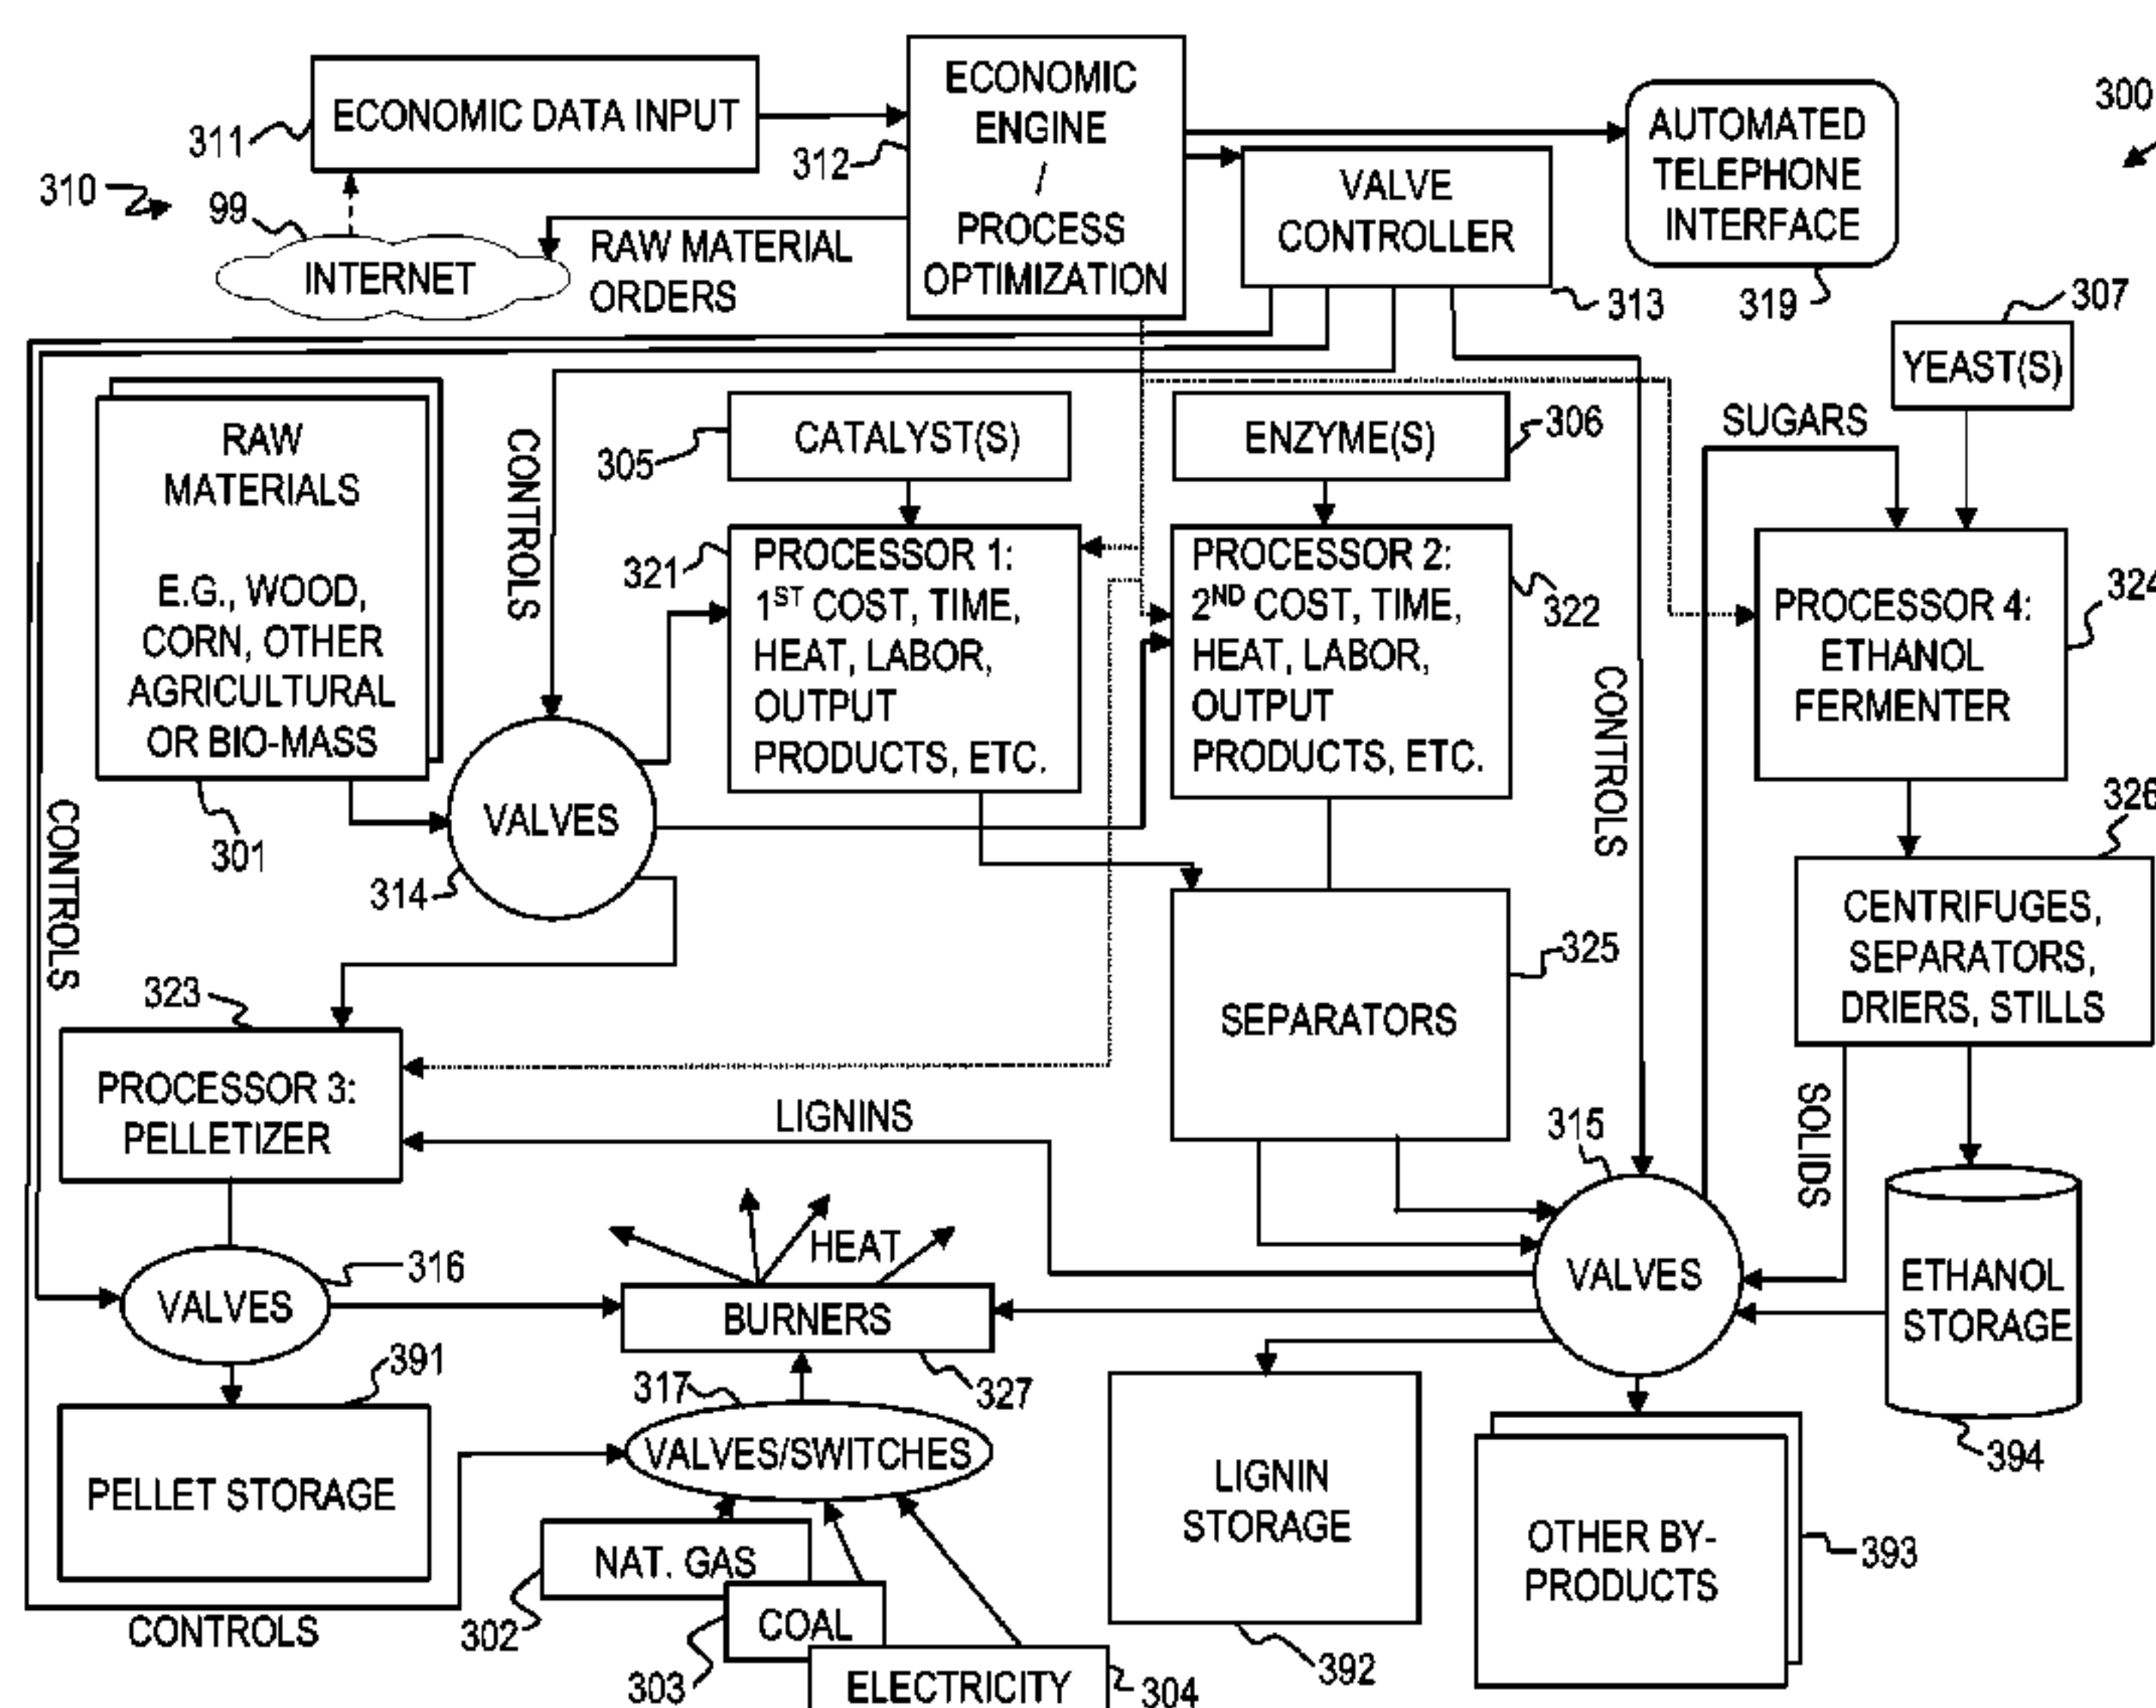 ECONOMIC DATA INPUT
311
310
99
INTERNET
RAW MATERIAL
ORDERS
ECONOMIC
ENGINE
/
PROCESS
OPTIMIZATION
312
VALVE
CONTROLLER
313
AUTOMATED
TELEPHONE
INTERFACE
319
300
307
YEAST(S)
RAW
MATERIALS
E.G., WOOD,
CORN, OTHER
AGRICULTURAL
OR BIO-MASS
301
CONTROLS
CONTROLS
VALVES
314
305
CATALYST(S)
ENZYME(S)
306
321
PROCESSOR 1:
1ST COST, TIME,
HEAT, LABOR,
OUTPUT
PRODUCTS, ETC.
PROCESSOR 2:
2ND COST, TIME,
HEAT, LABOR,
OUTPUT
PRODUCTS, ETC.
322
CONTROLS
SUGARS
PROCESSOR 4:
ETHANOL
FERMENTER
324
326
CENTRIFUGES,
SEPARATORS,
DRIERS, STILLS
SEPARATORS
325
323
PROCESSOR 3:
PELLETIZER
LIGNINS
315
SOLIDS
VALVES
316
HEAT
BURNERS
327
VALVES
ETHANOL
STORAGE
394
391
PELLET STORAGE
317
VALVES/SWITCHES
NAT. GAS
302
COAL
303
ELECTRICITY
304
CONTROLS
LIGNIN
STORAGE
392
OTHER BY-
PRODUCTS
393